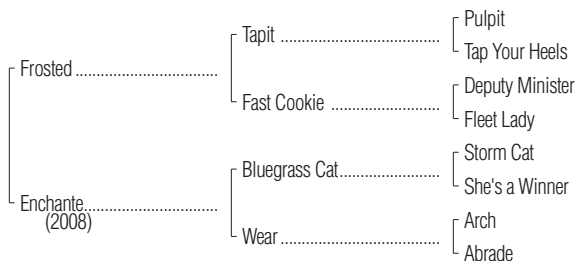 Pulpit
Tapit
Tap Your Heels
Frosted
Deputy Minister
Fast Cookie
Fleet Lady
Storm Cat
Bluegrass Cat
She's a Winner
Enchante
(2008)
Arch
Wear
Abrade